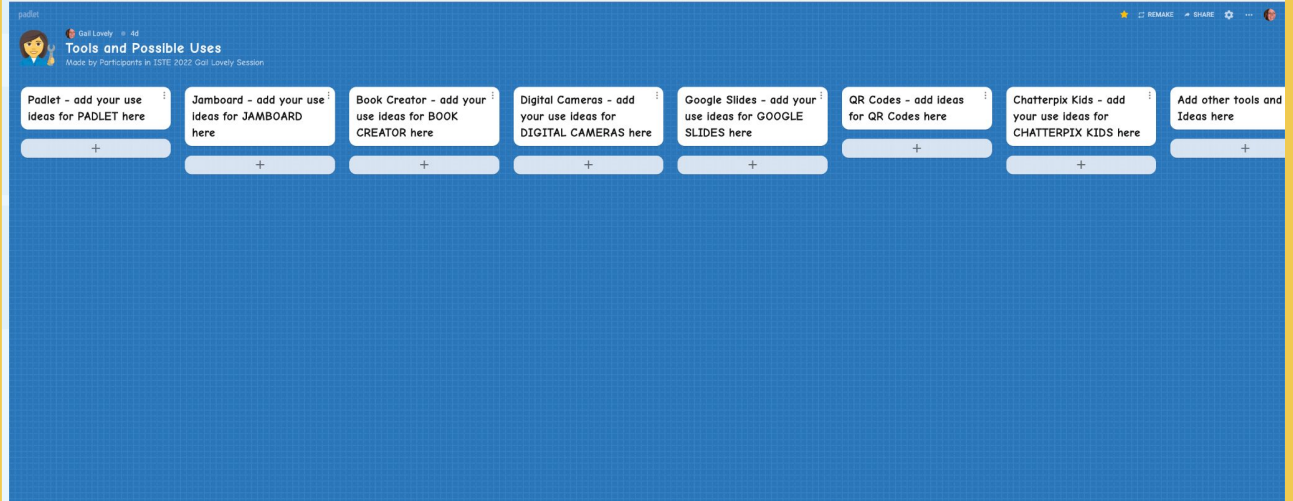 padlet
REMAKE SHARE
Gail Lovely 4d
Tools and Possible Uses
Made by Participants in ISTE 2022 Gail Lovely Session
Padlet - add your use
ideas for PADLET here
Jamboard - add your use
ideas for JAMBOARD
here
Book Creator - add your
use ideas for BOOK
CREATOR here
Digital Cameras - add
your use ideas for
DIGITAL CAMERAS here
Google Slides - add your
use ideas for GOOGLE
SLIDES here
QR Codes - add ideas
for QR Codes here
Chatterpix Kids - add
your use ideas for
CHATTERPIX KIDS here
Add other tools and
Ideas here